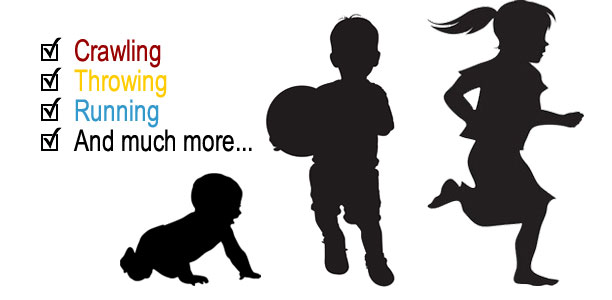 Crawling
Throwing
Running
And much more...